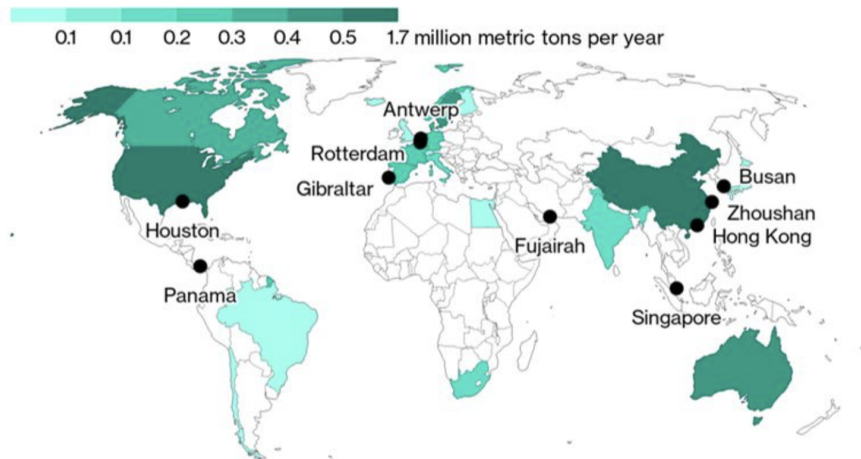 0.1 0.1 0.2 0.3 0.4 0.5 1.7 million metric tons per year
Antwerp
Rotterdam
Gibraltar
Busan
Zhoushan
Houston
Hong Kong
Fujairah
Panama
Singapore